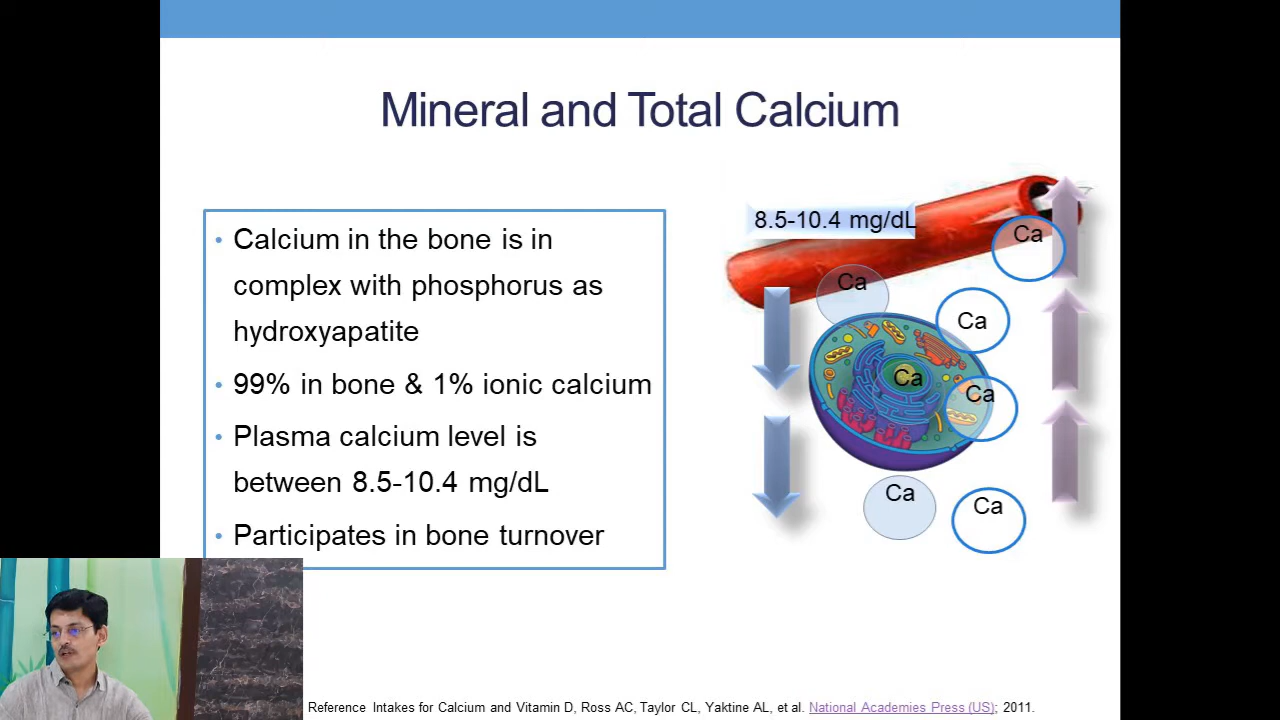 Mineral and Total Calcium
• Calcium in the bone is in
complex with phosphorus as
hydroxyapatite
• 99% in bone & 1% ionic calcium
• Plasma calcium level is
between 8.5-10.4 mg/dL
• Participates in bone turnover
8.5-10.4 mg/dL
Ca
Ca
Ca
Ca
Ca
Ca
Ca
Reference Intakes for Calcium and Vitamin D, Ross AC, Taylor CL, Yaktine AL, et al. National Academies Press (US); 2011.